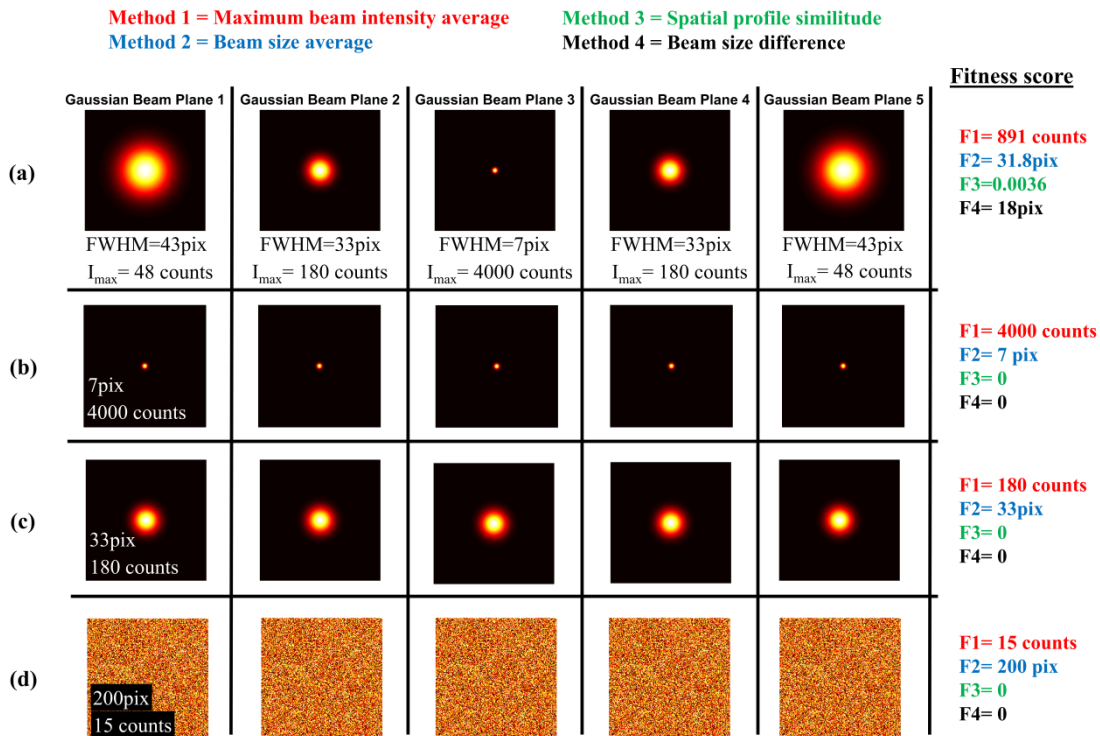 Method 1 = Maximum beam intensity average
Method 3 = Spatial profile similitude
Method 2 = Beam size average
Method 4 = Beam size difference
Fitness score
Gaussian Beam Plane 1
Gaussian Beam Plane 2
Gaussian Beam Plane 3
Gaussian Beam Plane 4
Gaussian Beam Plane 5
(a)
FWHM=43pix
I_max= 48 counts
FWHM=33pix
I_max= 180 counts
FWHM=7pix
I_max= 4000 counts
FWHM=33pix
I_max= 180 counts
FWHM=43pix
I_max= 48 counts
F1= 891 counts
F2= 31.8pix
F3=0.0036
F4= 18pix
(b)
7pix
4000 counts
F1= 4000 counts
F2= 7 pix
F3= 0
F4= 0
(c)
33pix
180 counts
F1= 180 counts
F2= 33pix
F3= 0
F4= 0
(d)
200pix
15 counts
F1= 15 counts
F2= 200 pix
F3= 0
F4= 0